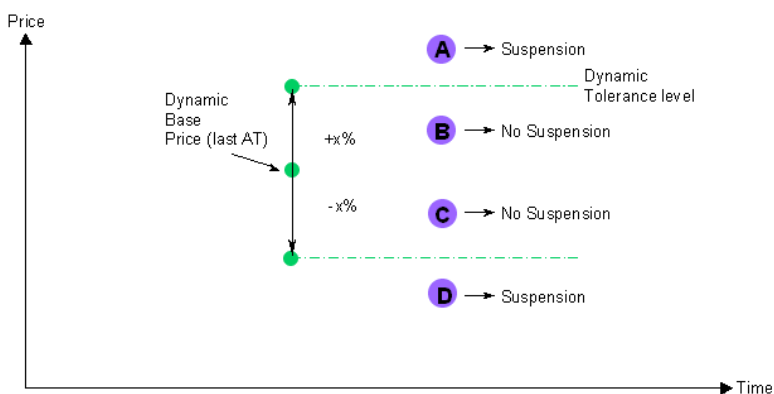 Price
A
Suspension
Dynamic
Tolerance level
Dynamic
Base
Price (last AT)
+x%
B
No Suspension
-x%
C
No Suspension
D
Suspension
Time